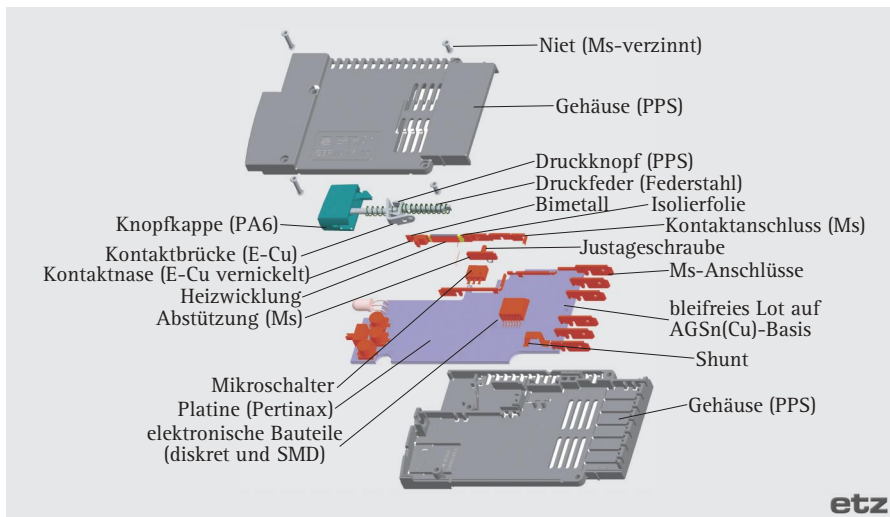 Niet (Ms-verzinnt)
Gehäuse (PPS)
Druckknopf (PPS)
Druckfeder (Federstahl)
Bimetall
Isolierfolie
Knopfkappe (PA6)
Kontaktanschluss (Ms)
Kontaktbrücke (E-Cu)
Justageschraube
Kontaktnase (E-Cu vernickelt)
Ms-Anschlüsse
Heizwicklung
Abstützung (Ms)
bleifreies Lot auf
AGSn(Cu)-Basis
Shunt
Mikroschalter
Platine (Pertinax)
Gehäuse (PPS)
elektronische Bauteile
(diskret und SMD)
etz